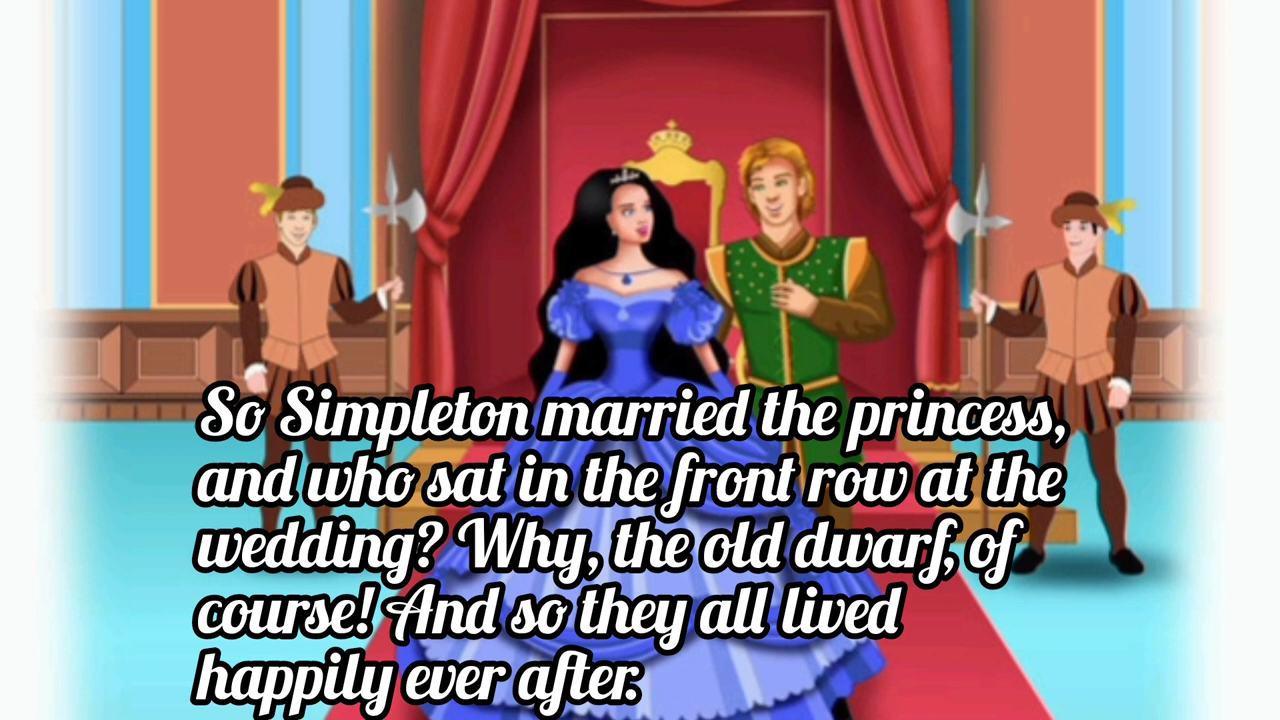 So Simpleton married the princess,
and who sat in the front row at the
wedding? Why, the old dwarf, of
course! And so they all lived
happily ever after.